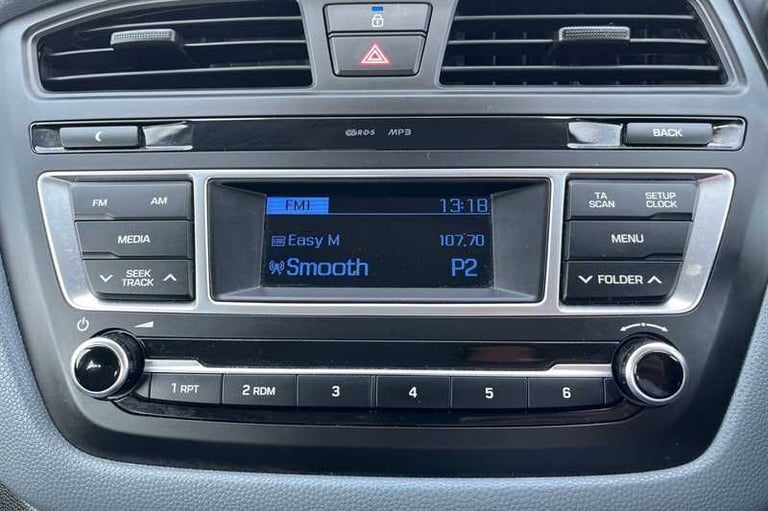 RDS MP3
BACK
FM AM
TA SCAN
SETUP CLOCK
FM1 13:18
MEDIA
Easy M 107.70
MENU
SEEK TRACK
Smooth P2
FOLDER
1 RPT 2 RDM 3 4 5 6